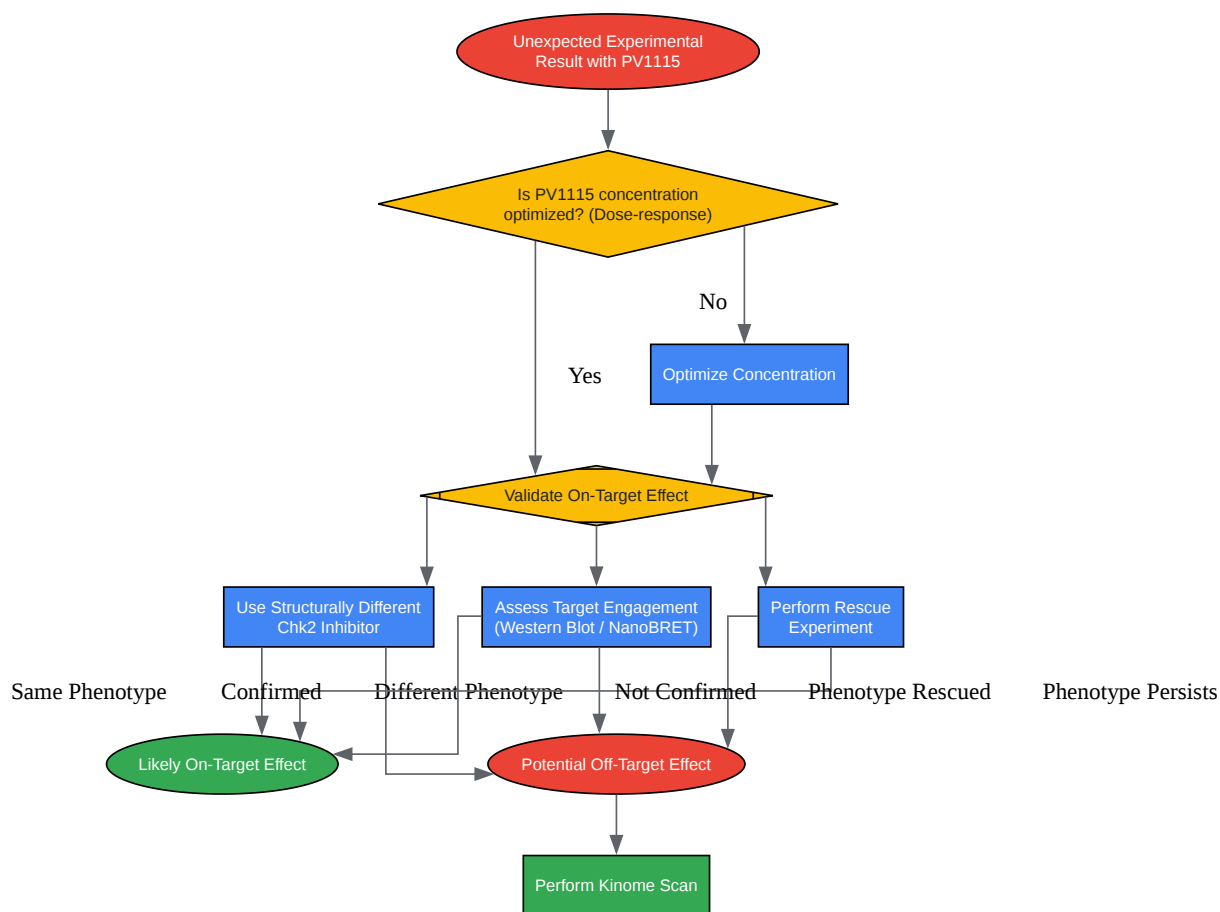 Unexpected Experimental
Result with PV1115
Is PV1115 concentration
optimized? (Dose-response)
No
Optimize Concentration
Yes
Validate On-Target Effect
Use Structurally Different
Chk2 Inhibitor
Assess Target Engagement
(Western Blot / NanoBRET)
Perform Rescue
Experiment
Same Phenotype
Confirmed
Different Phenotype
Not Confirmed
Phenotype Rescued
Phenotype Persists
Likely On-Target Effect
Potential Off-Target Effect
Perform Kinome Scan